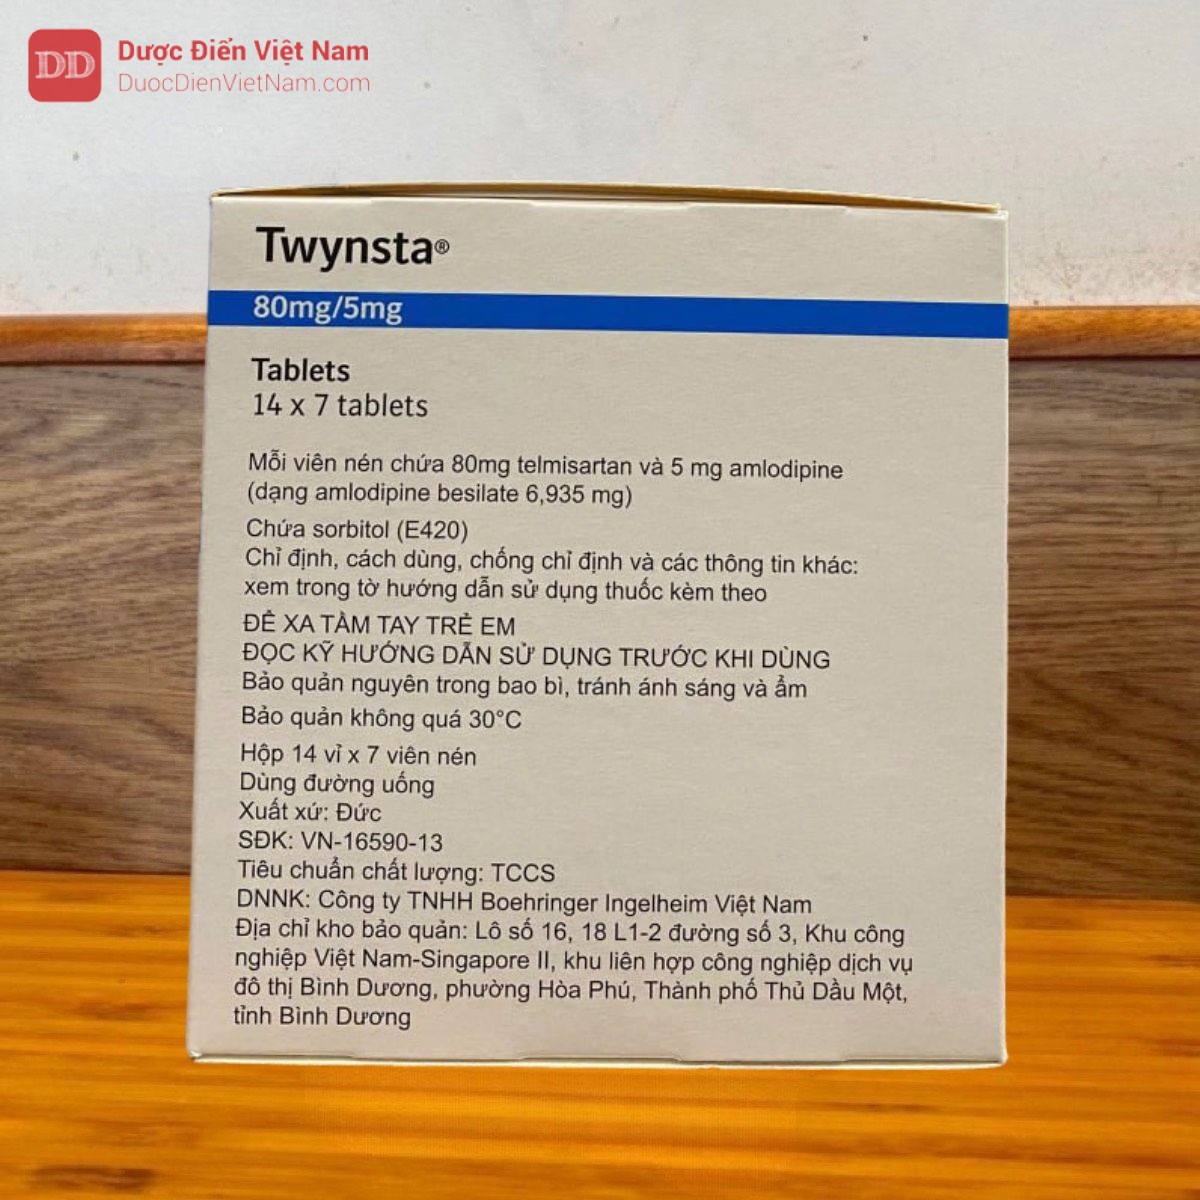 DD
Dược Điển Việt Nam
DuocDienVietNam.com
Twynsta®
80mg/5mg
Tablets
14 x 7 tablets
Mỗi viên nén chứa 80mg telmisartan và 5 mg amlodipine
(dạng amlodipine besilate 6,935 mg)
Chứa sorbitol (E420)
Chỉ định, cách dùng, chống chỉ định và các thông tin khác:
xem trong tờ hướng dẫn sử dụng thuốc kèm theo
ĐỂ XA TẦM TAY TRẺ EM
ĐỌC KỸ HƯỚNG DẪN SỬ DỤNG TRƯỚC KHI DÙNG
Bảo quản nguyên trong bao bì, tránh ánh sáng và ẩm
Bảo quản không quá 30°C
Hộp 14 vỉ x 7 viên nén
Dùng đường uống
Xuất xứ: Đức
SĐK: VN-16590-13
Tiêu chuẩn chất lượng: TCCS
DNNK: Công ty TNHH Boehringer Ingelheim Việt Nam
Địa chỉ kho bảo quản: Lô số 16, 18 L1-2 đường số 3, Khu công
nghiệp Việt Nam-Singapore II, khu liên hợp công nghiệp dịch vụ
đô thị Bình Dương, phường Hòa Phú, Thành phố Thủ Dầu Một,
tỉnh Bình Dương